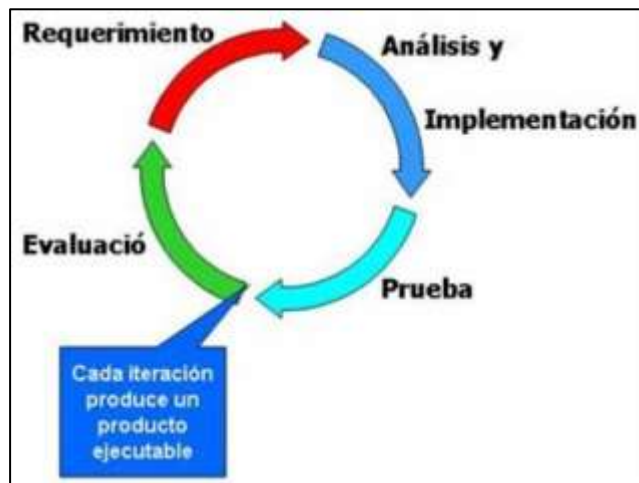 Requerimiento
Análisis y
Implementación
Evaluació
Prueba
Cada iteración
produce un
producto
ejecutable